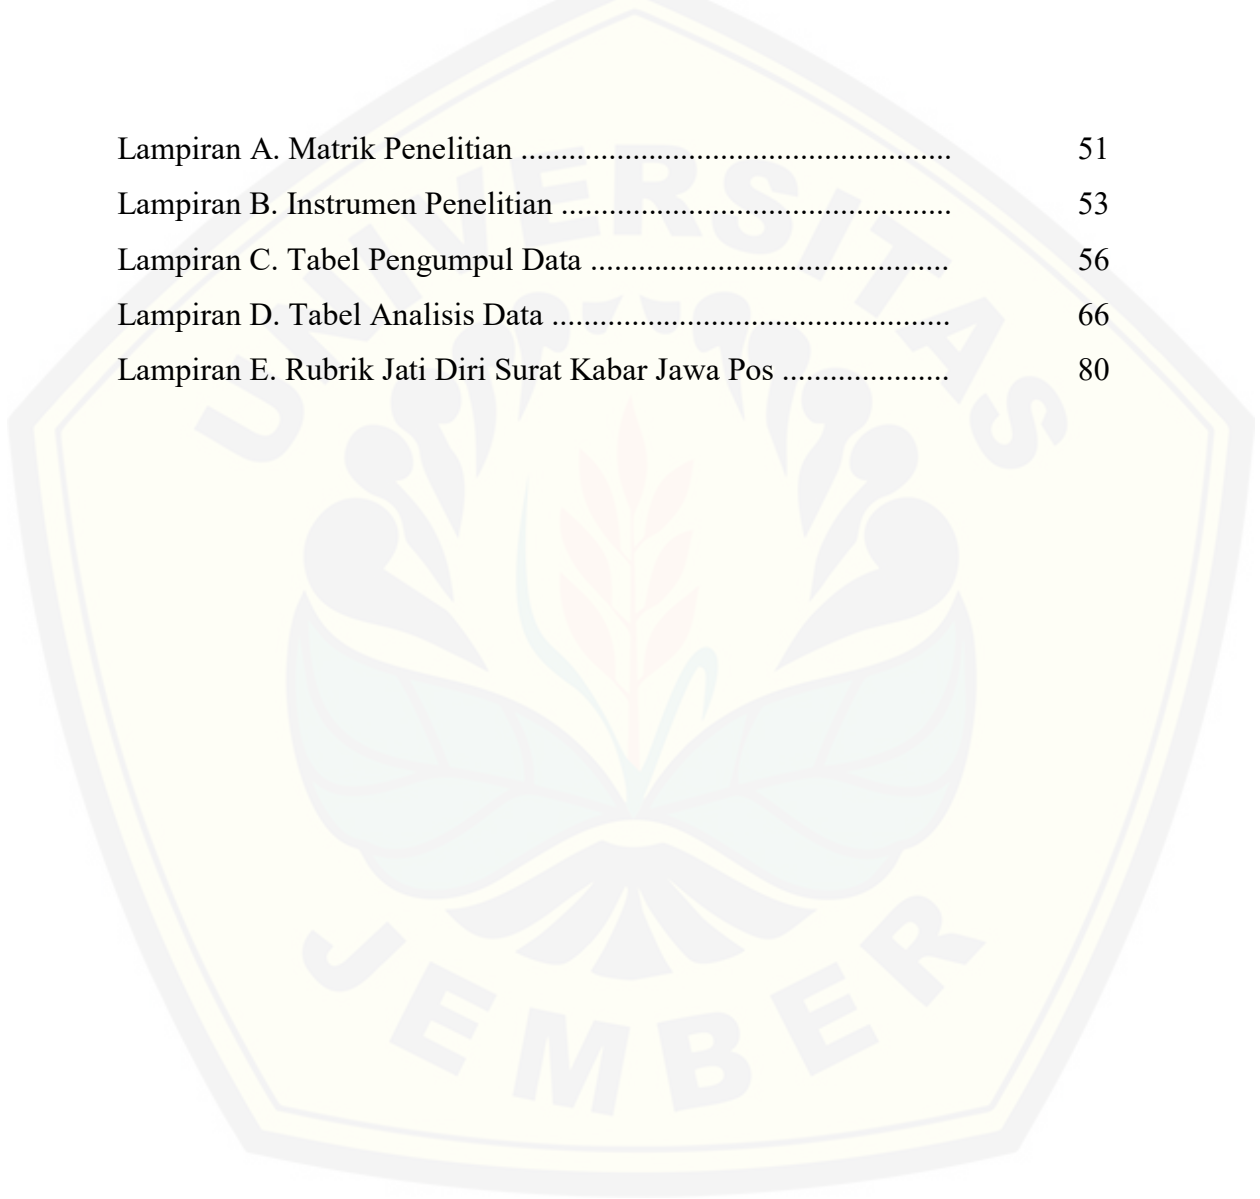 Lampiran A. Matrik Penelitian .................................................... 51
Lampiran B. Instrumen Penelitian ............................................... 53
Lampiran C. Tabel Pengumpul Data ........................................... 56
Lampiran D. Tabel Analisis Data ................................................ 66
Lampiran E. Rubrik Jati Diri Surat Kabar Jawa Pos .................... 80
UNIVERSITAS
JEMBER